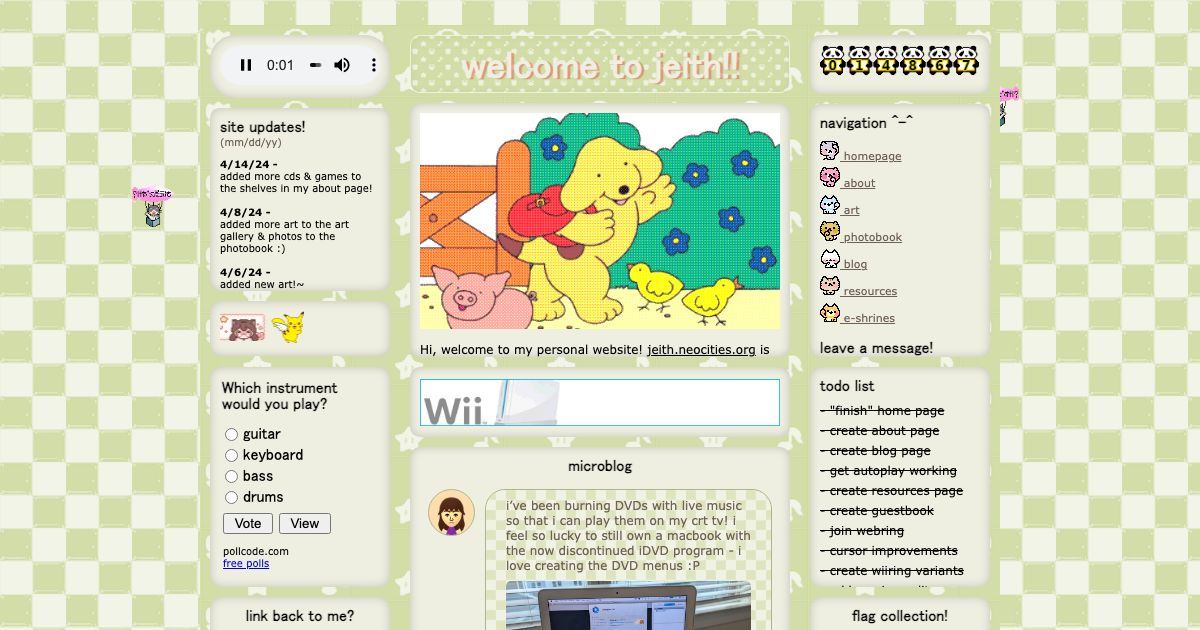 0:01
welcome to jeith!!
0 1 4 8 6 7
site updates!
(mm/dd/yy)
4/14/24 -
added more cds & games to
the shelves in my about page!
4/8/24 -
added more art to the art
gallery & photos to the
photobook :)
4/6/24 -
added new art!~
Which instrument
would you play?
guitar
keyboard
bass
drums
Vote View
pollcode.com
free polls
link back to me?
Hi, welcome to my personal website! jeith.neocities.org is
Wii
microblog
i've been burning DVDs with live music
so that i can play them on my crt tv! i
feel so lucky to still own a macbook with
the now discontinued iDVD program - i
love creating the DVD menus :P
navigation ^-^
homepage
about
art
photobook
blog
resources
e-shrines
leave a message!
todo list
- "finish" home page
- create about page
- create blog page
- get autoplay working
- create resources page
- create guestbook
- join webring
- cursor improvements
- create wiiring variants
flag collection!